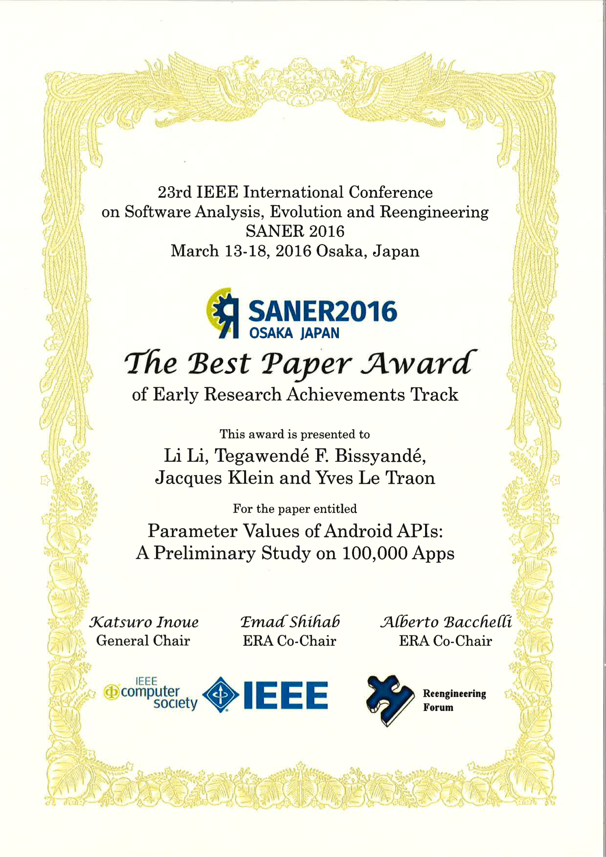 23rd IEEE International Conference
on Software Analysis, Evolution and Reengineering
SANER 2016
March 13-18, 2016 Osaka, Japan
SANER2016
OSAKA JAPAN
The Best Paper Award
of Early Research Achievements Track
This award is presented to
Li Li, Tegawendé F. Bissyandé,
Jacques Klein and Yves Le Traon
For the paper entitled
Parameter Values of Android APIs:
A Preliminary Study on 100,000 Apps
Katsuro Inoue Emad Shihab Alberto Bacchelli
General Chair ERA Co-Chair ERA Co-Chair
IEEE
computer
society
IEEE
Reengineering
Forum